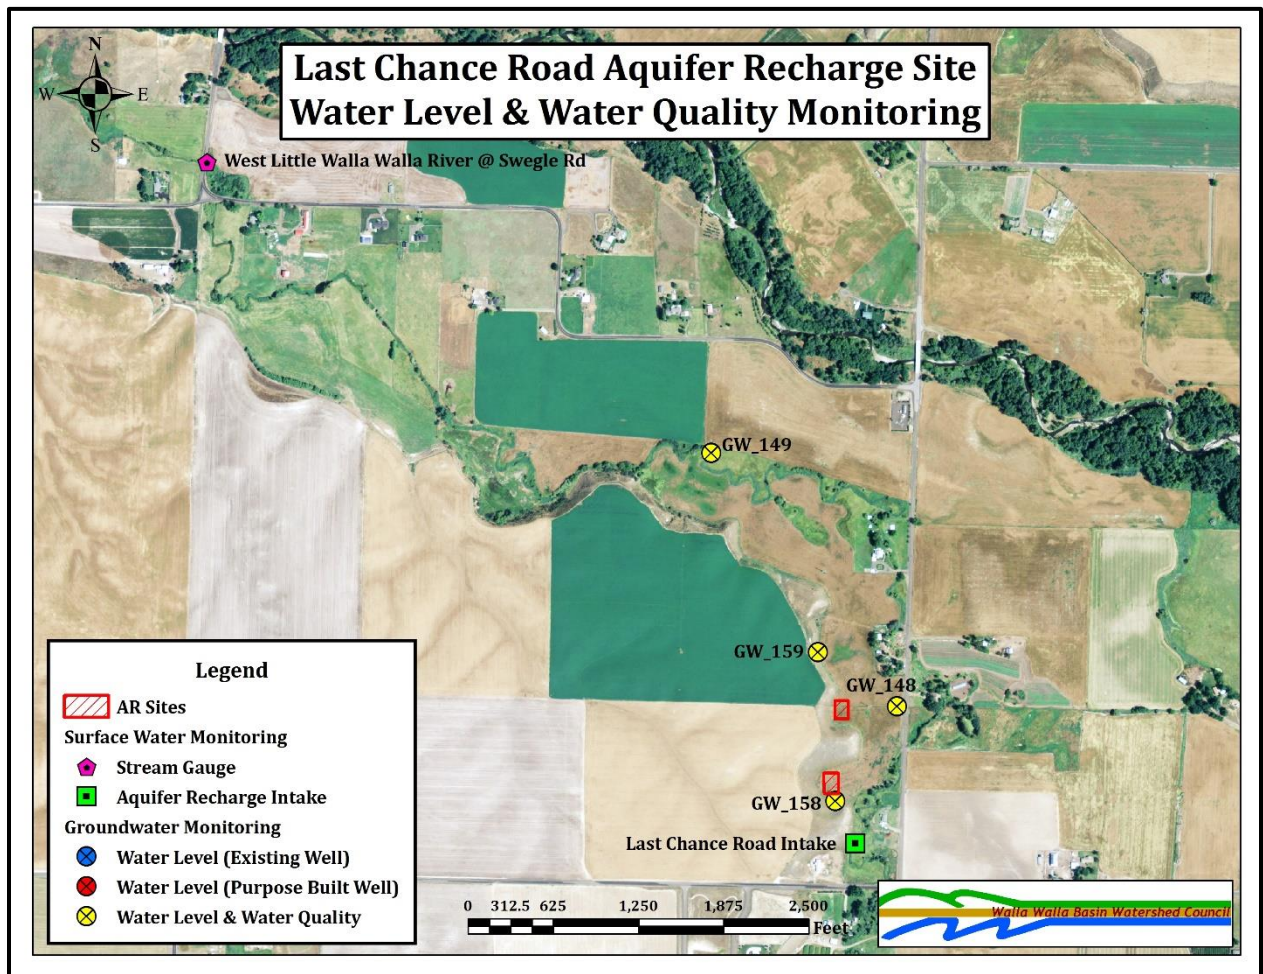 Last Chance Road Aquifer Recharge Site
Water Level & Water Quality Monitoring
N
W E
S
West Little Walla Walla River @ Swegle Rd
GW_149
GW_159
GW_148
GW_158
Last Chance Road Intake
Legend
AR Sites
Surface Water Monitoring
Stream Gauge
Aquifer Recharge Intake
Groundwater Monitoring
Water Level (Existing Well)
Water Level (Purpose Built Well)
Water Level & Water Quality
0 312.5 625 1,250 1,875 2,500
Feet
Walla Walla Basin Watershed Council